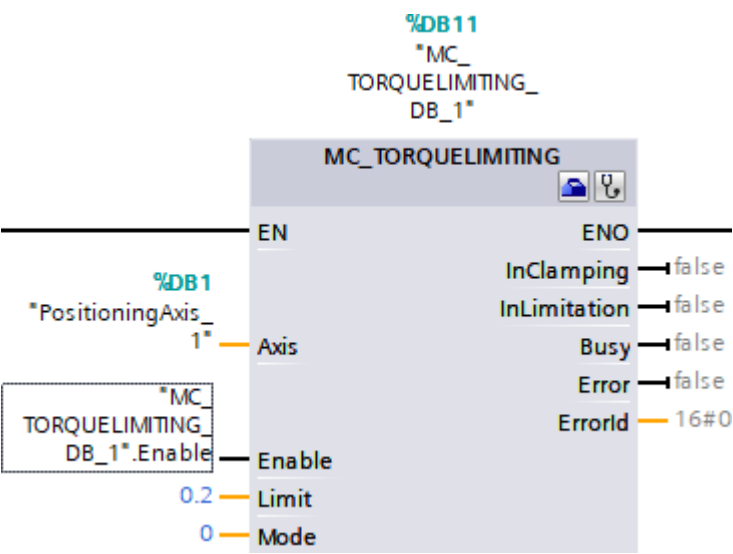 %DB11
"MC_
TORQUELIMITING_
DB_1"
MC_TORQUELIMITING
EN
ENO
InClamping
false
%DB1
"PositioningAxis_
1"
InLimitation
false
Axis
Busy
false
Error
false
"MC_
TORQUELIMITING_
DB_1".Enable
ErrorId
16#0
Enable
0.2
Limit
0
Mode